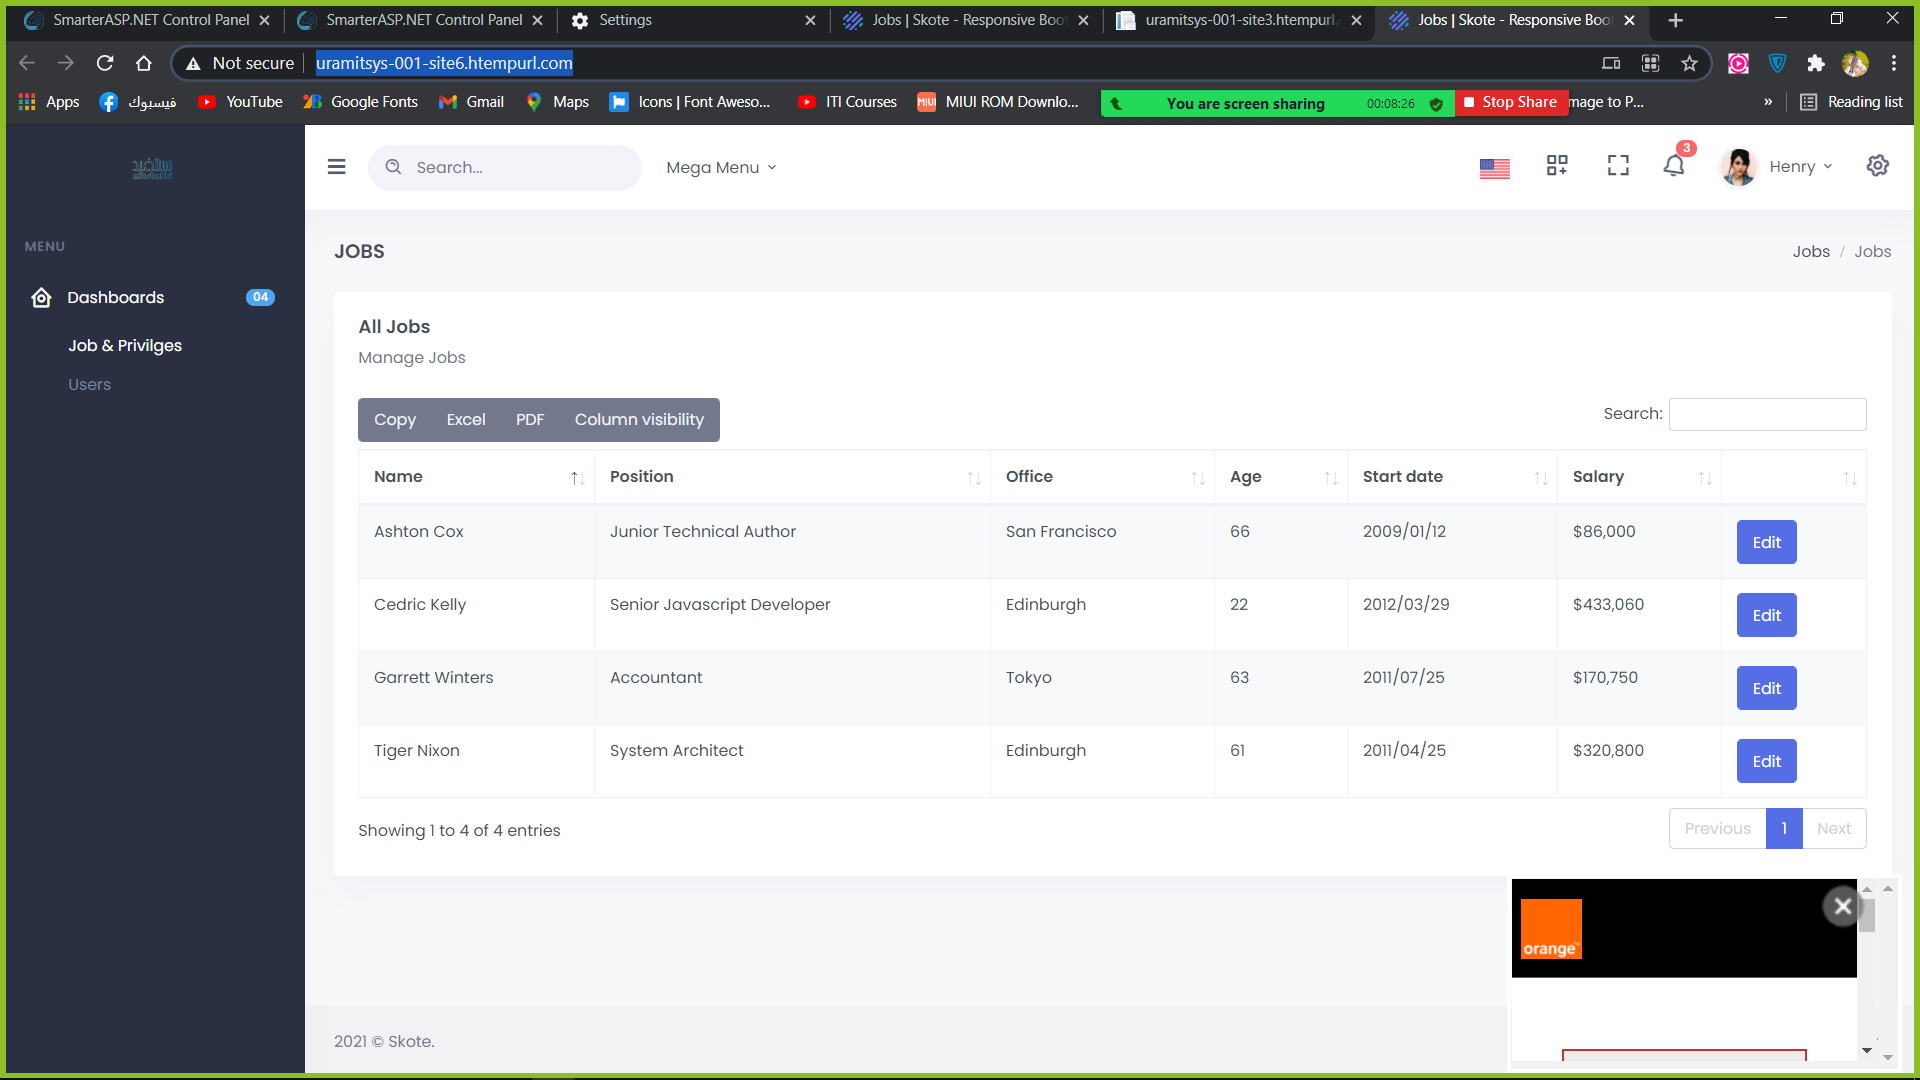 SmarterASP.NET Control Panel
SmarterASP.NET Control Panel
Settings
Jobs | Skote - Responsive Boo
uramitsys-001-site3.htempurl.
Jobs | Skote - Responsive Boo
Not secure
uramitsys-001-site6.htempurl.com
Apps
فيسبوك
YouTube
Google Fonts
Gmail
Maps
Icons | Font Aweso...
ITI Courses
MIUI ROM Downlo...
You are screen sharing
00:08:26
Stop Share
mage to P...
»
Reading list
Search...
Mega Menu
3
Henry
MENU
Dashboards
04
Job & Privilges
Users
JOBS
Jobs / Jobs
All Jobs
Manage Jobs
Copy Excel PDF Column visibility
Search:
Name Position Office Age Start date Salary
Ashton Cox Junior Technical Author San Francisco 66 2009/01/12 $86,000 Edit
Cedric Kelly Senior Javascript Developer Edinburgh 22 2012/03/29 $433,060 Edit
Garrett Winters Accountant Tokyo 63 2011/07/25 $170,750 Edit
Tiger Nixon System Architect Edinburgh 61 2011/04/25 $320,800 Edit
Showing 1 to 4 of 4 entries
Previous 1 Next
orange™
2021 © Skote.